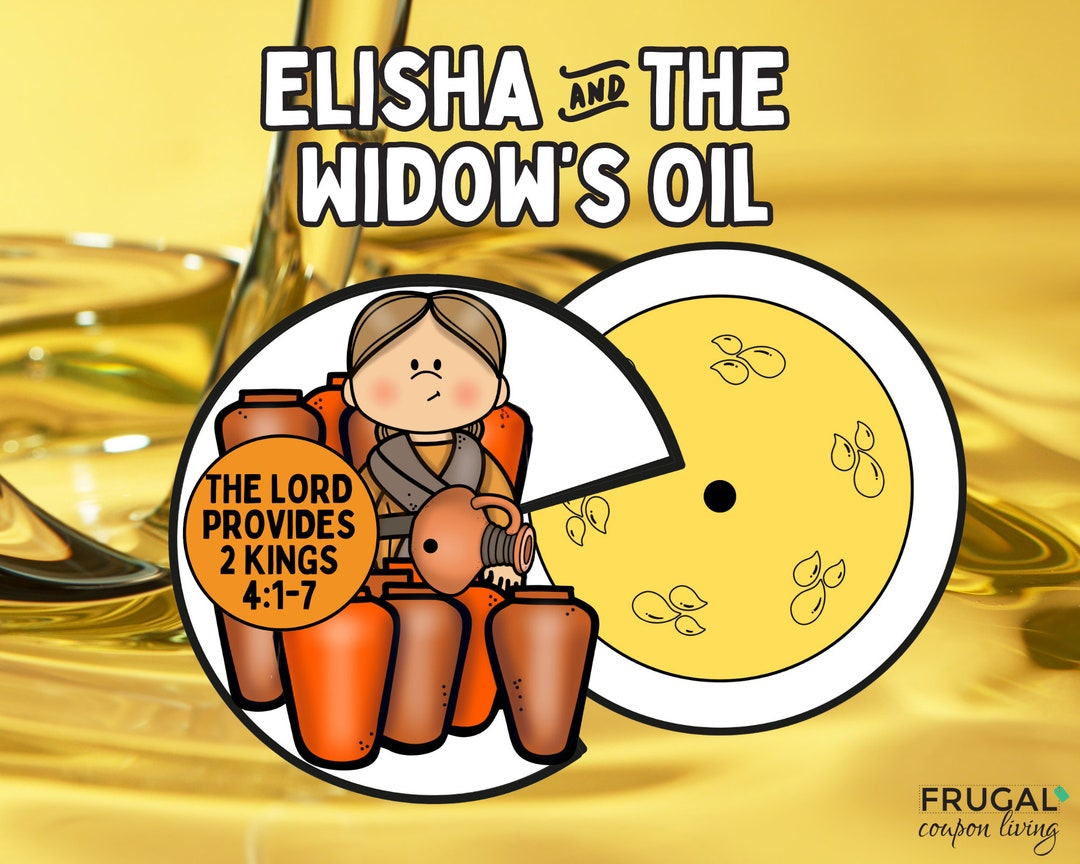 ELISHA AND THE
WIDOW'S OIL
THE LORD
PROVIDES
2 KINGS
4:1-7
FRUGAL
coupon living